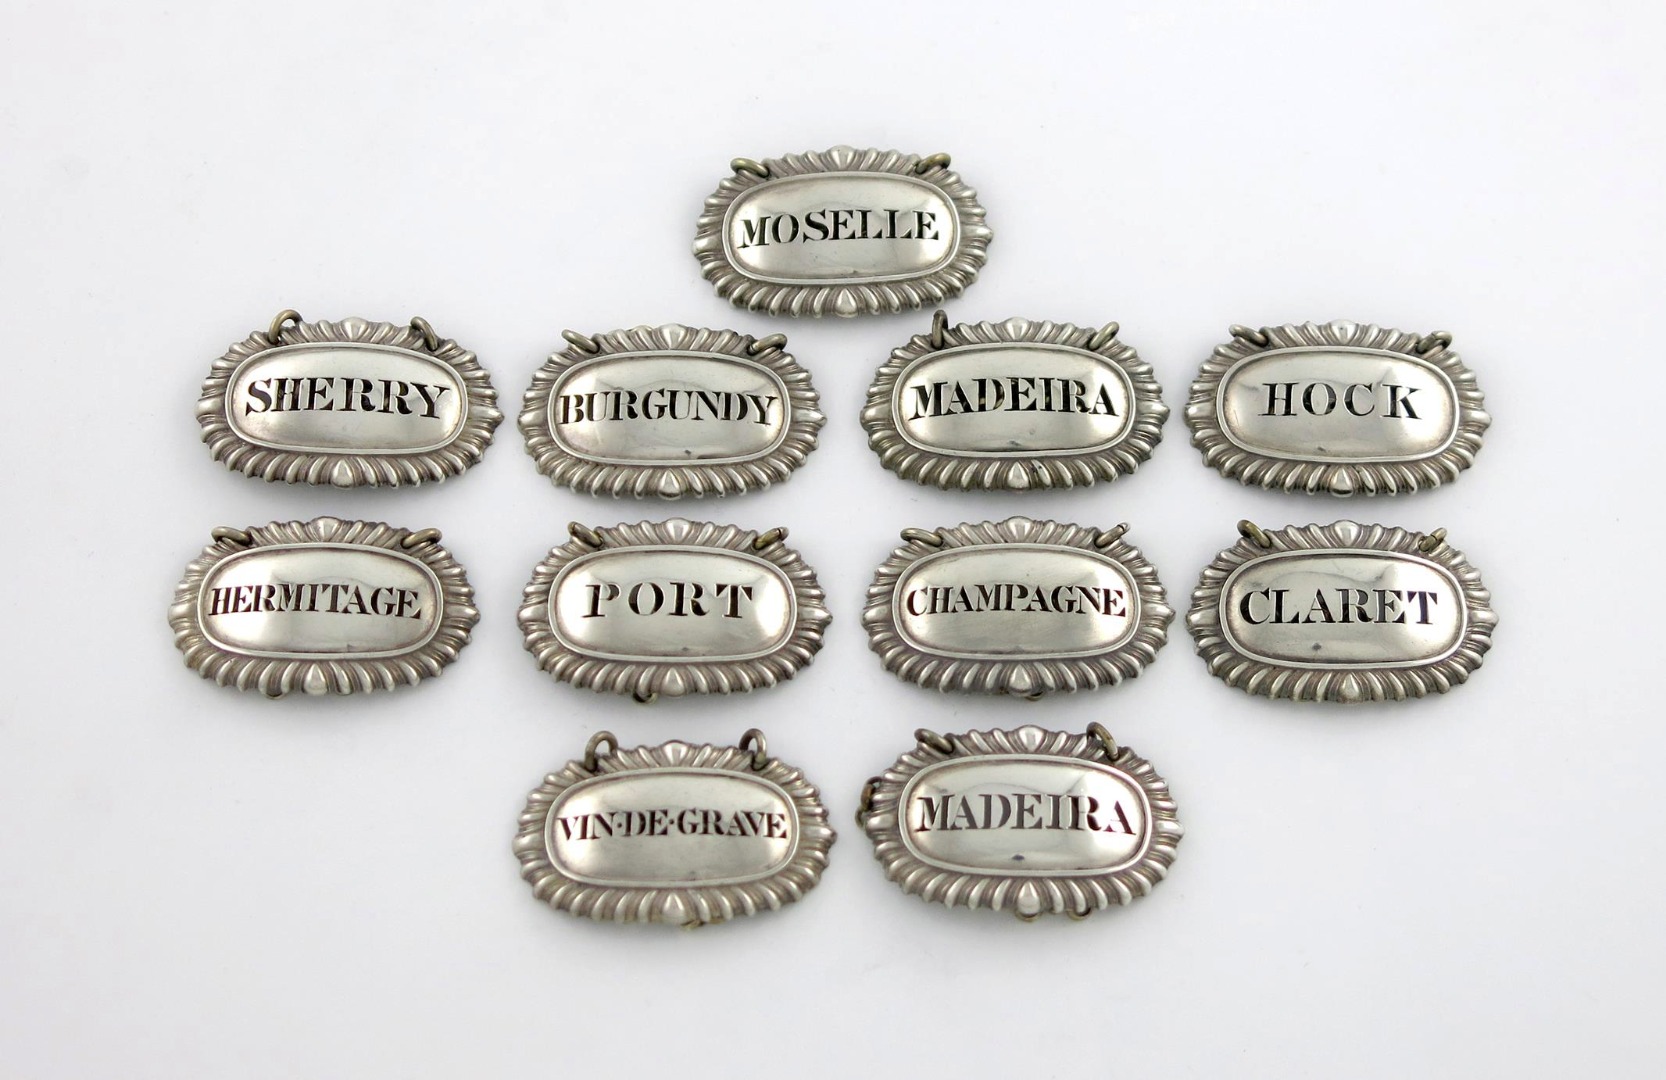 MOSELLE
SHERRY
BURGUNDY
MADEIRA
HOCK
HERMITAGE
PORT
CHAMPAGNE
CLARET
VIN·DE·GRAVE
MADEIRA